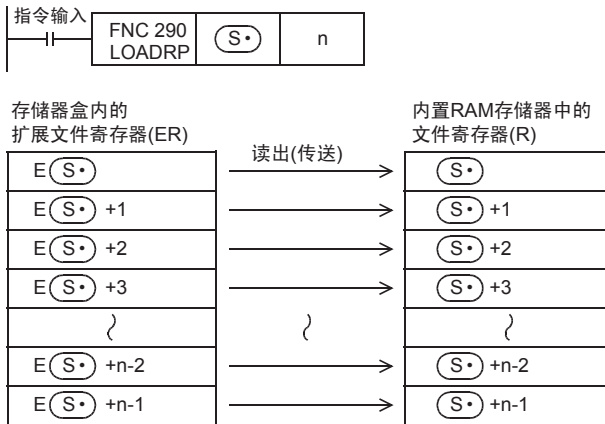 指令输入
FNC 290
LOADRP
S•
n
存储器盒内的
扩展文件寄存器(ER)
内置RAM存储器中的
文件寄存器(R)
读出(传送)
E S•
S•
E S• +1
S• +1
E S• +2
S• +2
E S• +3
S• +3
E S• +n-2
S• +n-2
E S• +n-1
S• +n-1